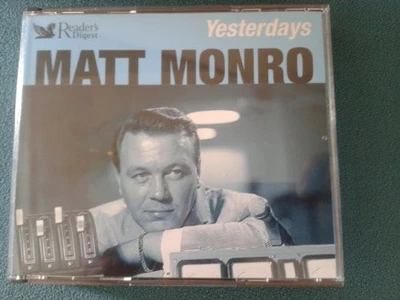 Reader's
Digest
Yesterdays
MATT MONRO